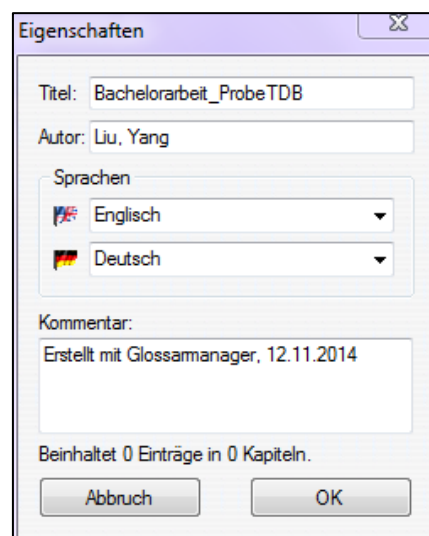 Eigenschaften
Titel: Bachelorarbeit_ProbeTDB
Autor: Liu, Yang
Sprachen
Englisch
Deutsch
Kommentar:
Erstellt mit Glossarmanager, 12.11.2014
Beinhaltet 0 Einträge in 0 Kapiteln.
Abbruch OK